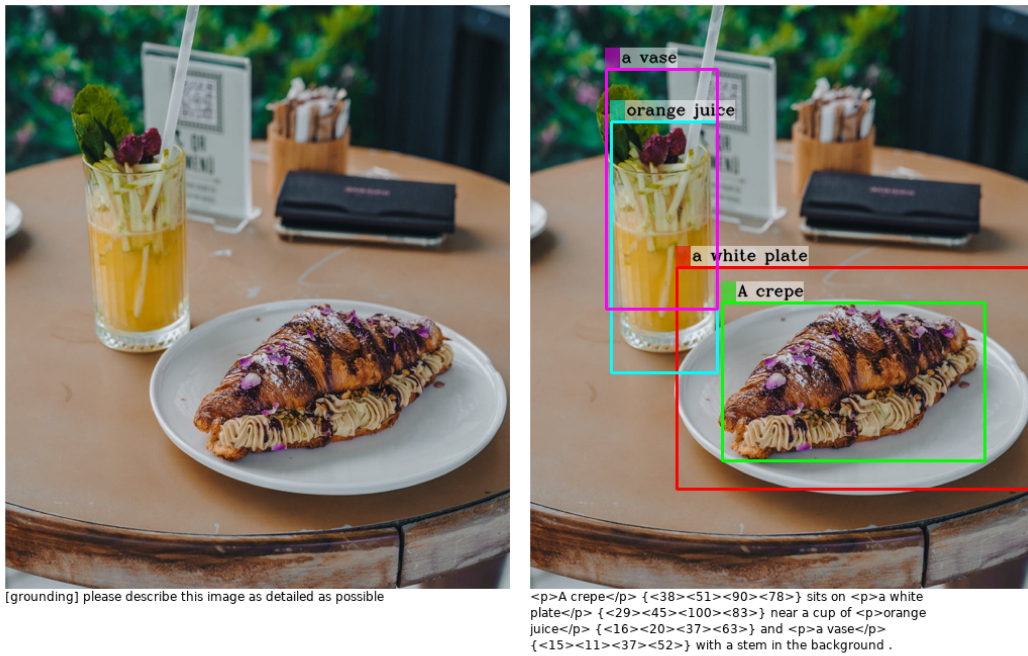 a vase
orange juice
a white plate
A crepe
[grounding] please describe this image as detailed as possible
<p>A crepe</p> {<38><51><90><78>} sits on <p>a white
plate</p> {<29><45><100><83>} near a cup of <p>orange
juice</p> {<16><20><37><63>} and <p>a vase</p>
{<15><11><37><52>} with a stem in the background .